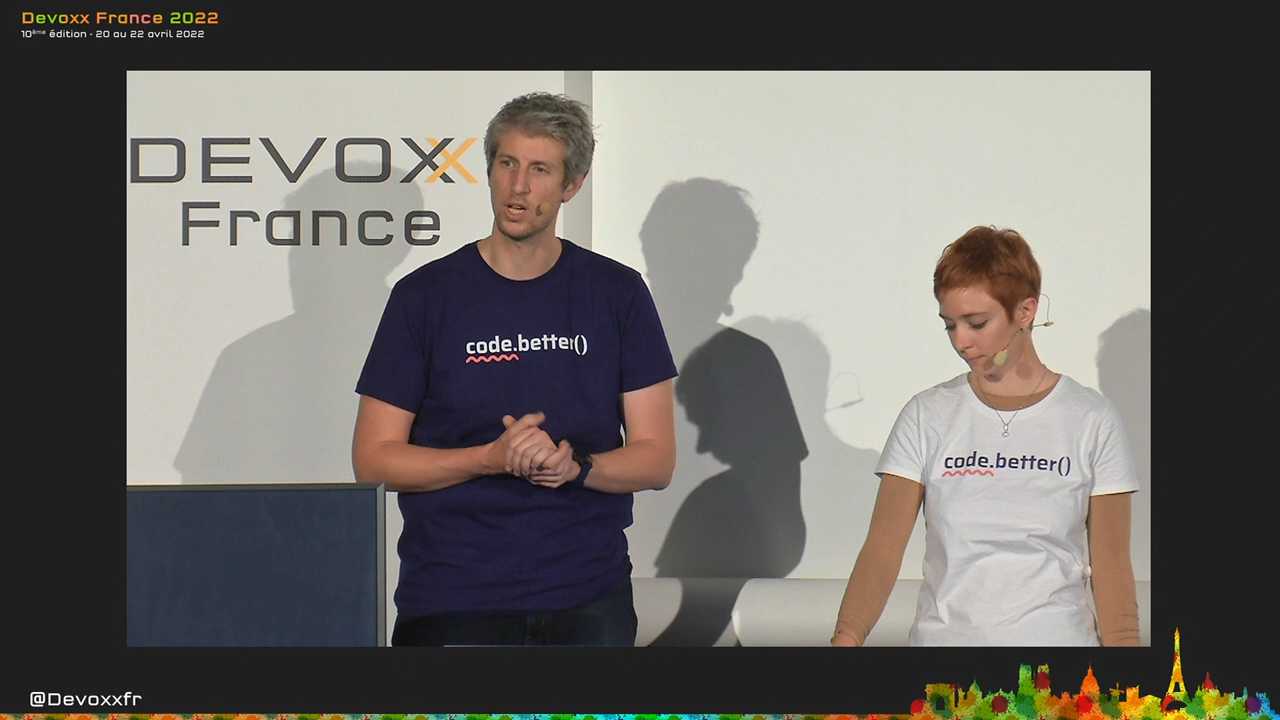 Devoxx France 2022
10ème édition - 20 au 22 avril 2022
DEVOXX
France
code.better()
code.better()
@Devoxxfr